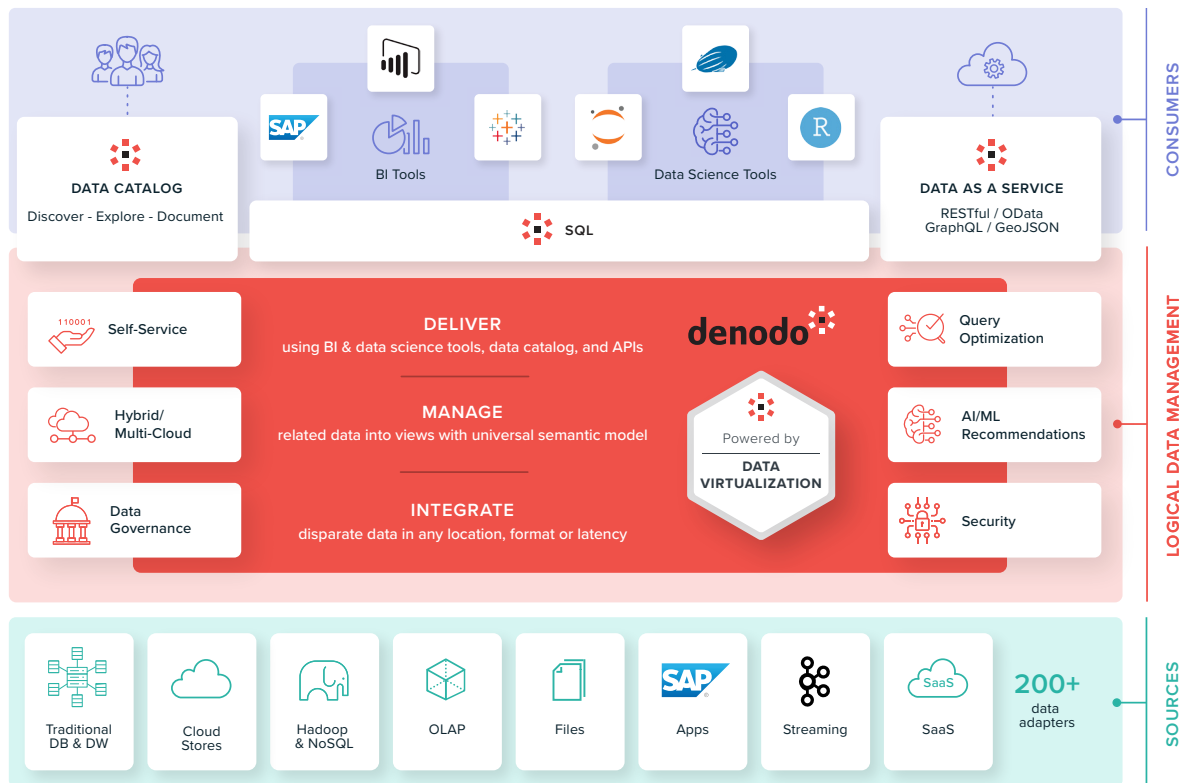 SAP
BI Tools
Data Science Tools
R
DATA CATALOG
Discover - Explore - Document
SQL
DATA AS A SERVICE
RESTful / OData
GraphQL / GeoJSON
CONSUMERS
110001
Self-Service
Hybrid/
Multi-Cloud
Data
Governance
DELIVER
using BI & data science tools, data catalog, and APIs
MANAGE
related data into views with universal semantic model
INTEGRATE
disparate data in any location, format or latency
denodo
Powered by
DATA
VIRTUALIZATION
Query
Optimization
AI/ML
Recommendations
Security
LOGICAL DATA MANAGEMENT
Traditional
DB & DW
Cloud
Stores
Hadoop
& NoSQL
OLAP
Files
SAP
Apps
Streaming
SaaS
SaaS
200+
data
adapters
SOURCES